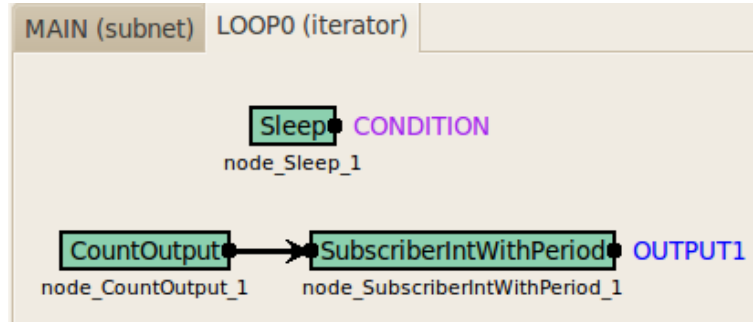 MAIN (subnet) LOOP0 (iterator)
Sleep CONDITION
node_Sleep_1
CountOutput SubscriberIntWithPeriod OUTPUT1
node_CountOutput_1 node_SubscriberIntWithPeriod_1